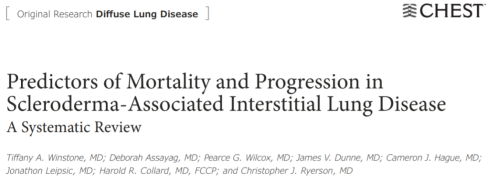 [ Original Research Diffuse Lung Disease ]
CHEST
Predictors of Mortality and Progression in
Scleroderma-Associated Interstitial Lung Disease
A Systematic Review
Tiffany A. Winstone, MD; Deborah Assayag, MD; Pearce G. Wilcox, MD; James V. Dunne, MD; Cameron J. Hague, MD;
Jonathon Leipsic, MD; Harold R. Collard, MD, FCCP; and Christopher J. Ryerson, MD